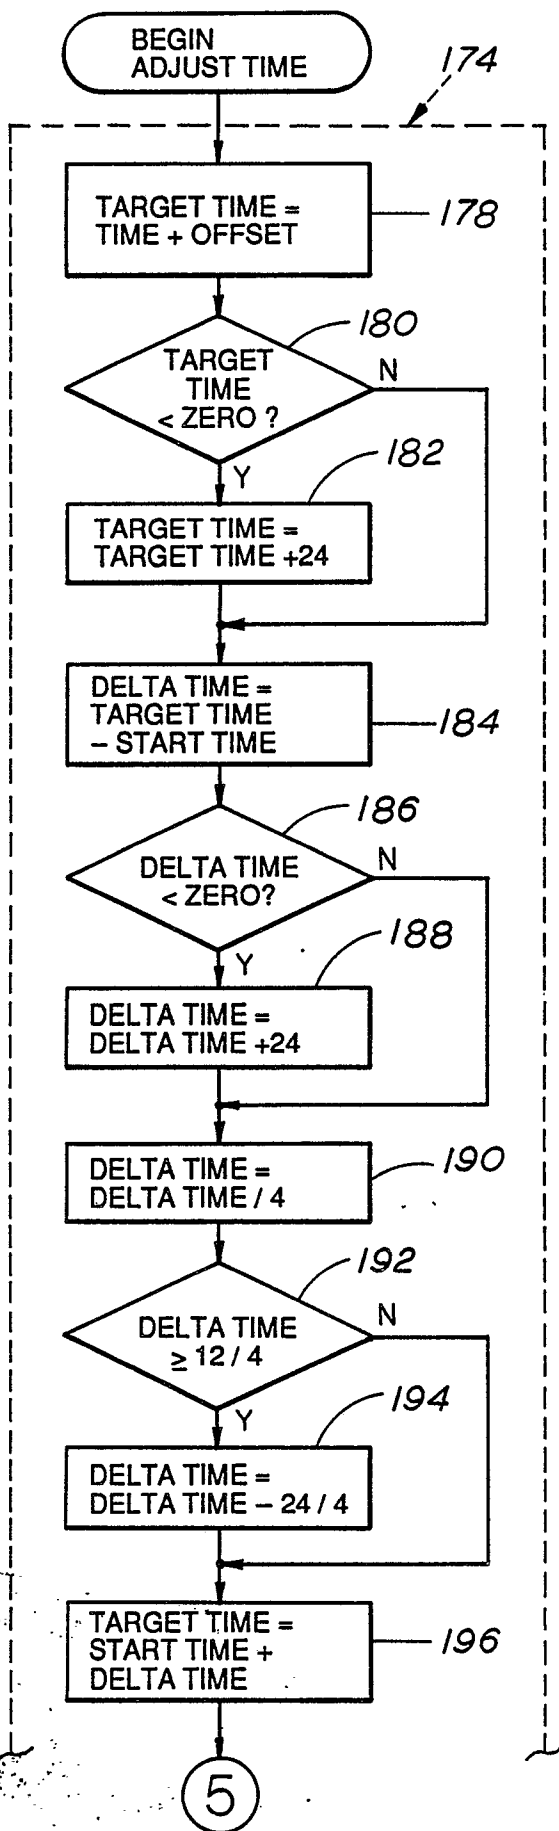 BEGIN
ADJUST TIME
174
TARGET TIME =
TIME + OFFSET
178
180
TARGET
TIME
< ZERO ?
N
Y
182
TARGET TIME =
TARGET TIME +24
DELTA TIME =
TARGET TIME
– START TIME
184
186
DELTA TIME
< ZERO?
N
Y
188
DELTA TIME =
DELTA TIME +24
DELTA TIME =
DELTA TIME / 4
190
192
DELTA TIME
≥ 12 / 4
N
Y
194
DELTA TIME =
DELTA TIME – 24 / 4
TARGET TIME =
START TIME +
DELTA TIME
196
5